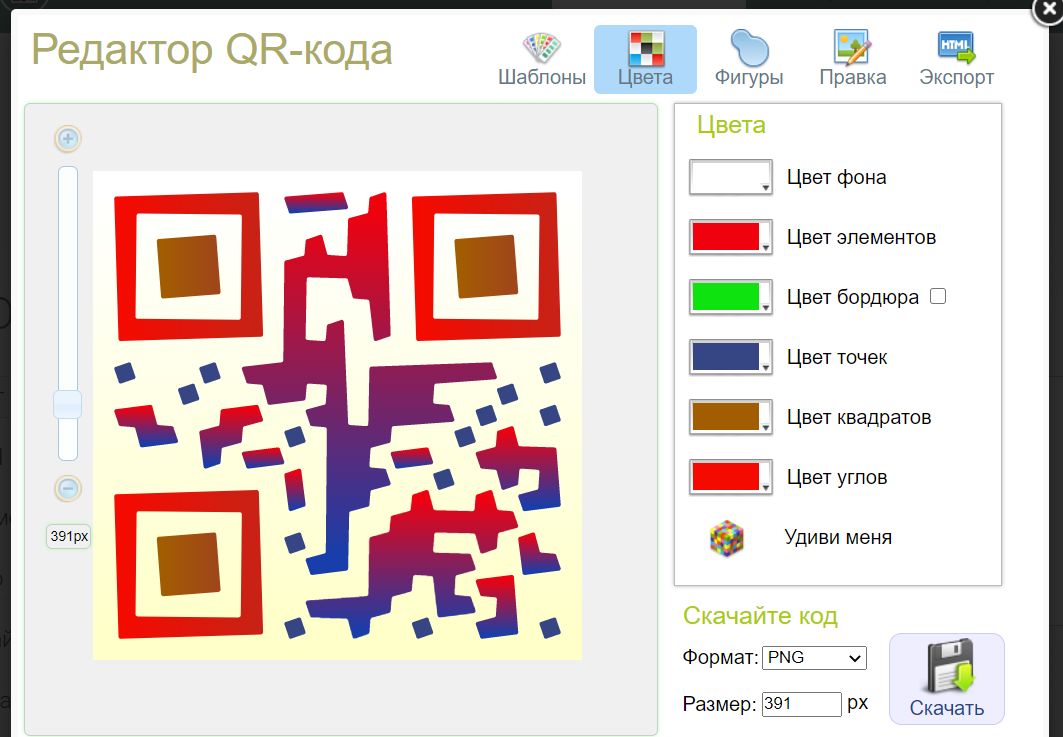 Редактор QR-кода
Шаблоны
Цвета
Фигуры
Правка
HTML
Экспорт
391px
Цвета
Цвет фона
Цвет элементов
Цвет бордюра
Цвет точек
Цвет квадратов
Цвет углов
Удиви меня
Скачайте код
Формат: PNG
Размер: 391 px
Скачать